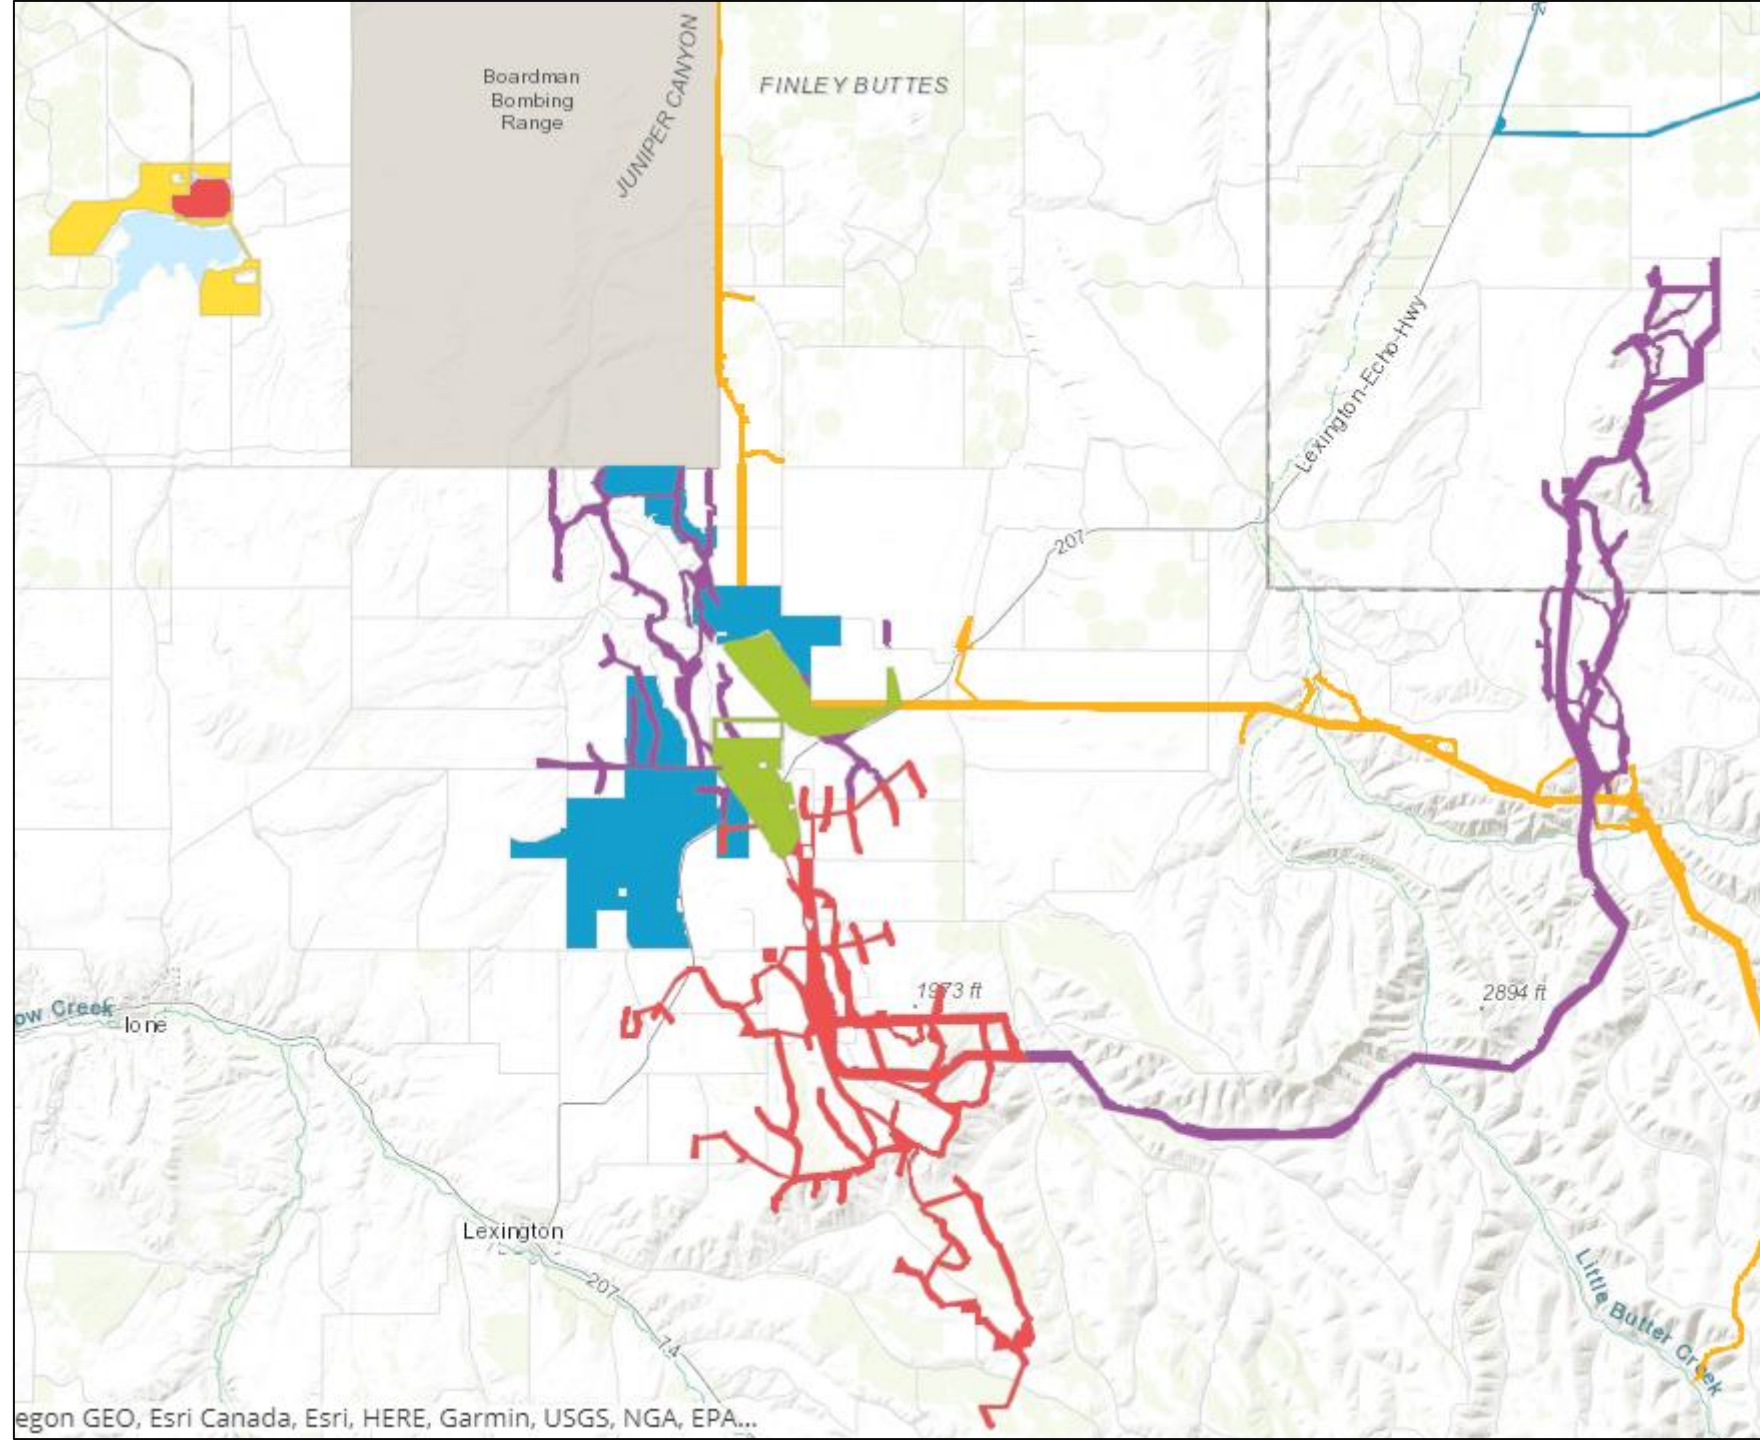 Boardman
Bombing
Range
JUNIPER CANYON
FINLEY BUTTES
Lexington-Echo-Hwy
207
1973 ft
2894 ft
ow Creek
Ione
Lexington
207
74
Little Butter Creek
egon GEO, Esri Canada, Esri, HERE, Garmin, USGS, NGA, EPA...